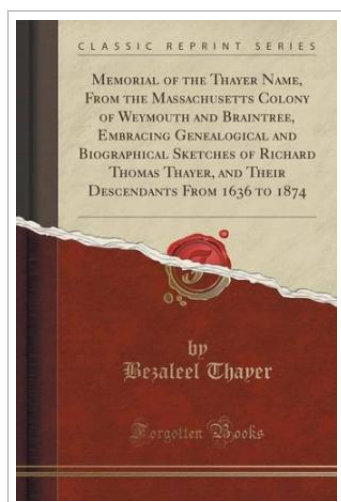 CLASSIC REPRINT SERIES
MEMORIAL OF THE THAYER NAME,
FROM THE MASSACHUSETTS COLONY
OF WEYMOUTH AND BRAINTREE,
EMBRACING GENEALOGICAL AND
BIOGRAPHICAL SKETCHES OF RICHARD
THOMAS THAYER, AND THEIR
DESCENDANTS FROM 1636 TO 1874
by
Bezaleel Thayer
Forgotten Books